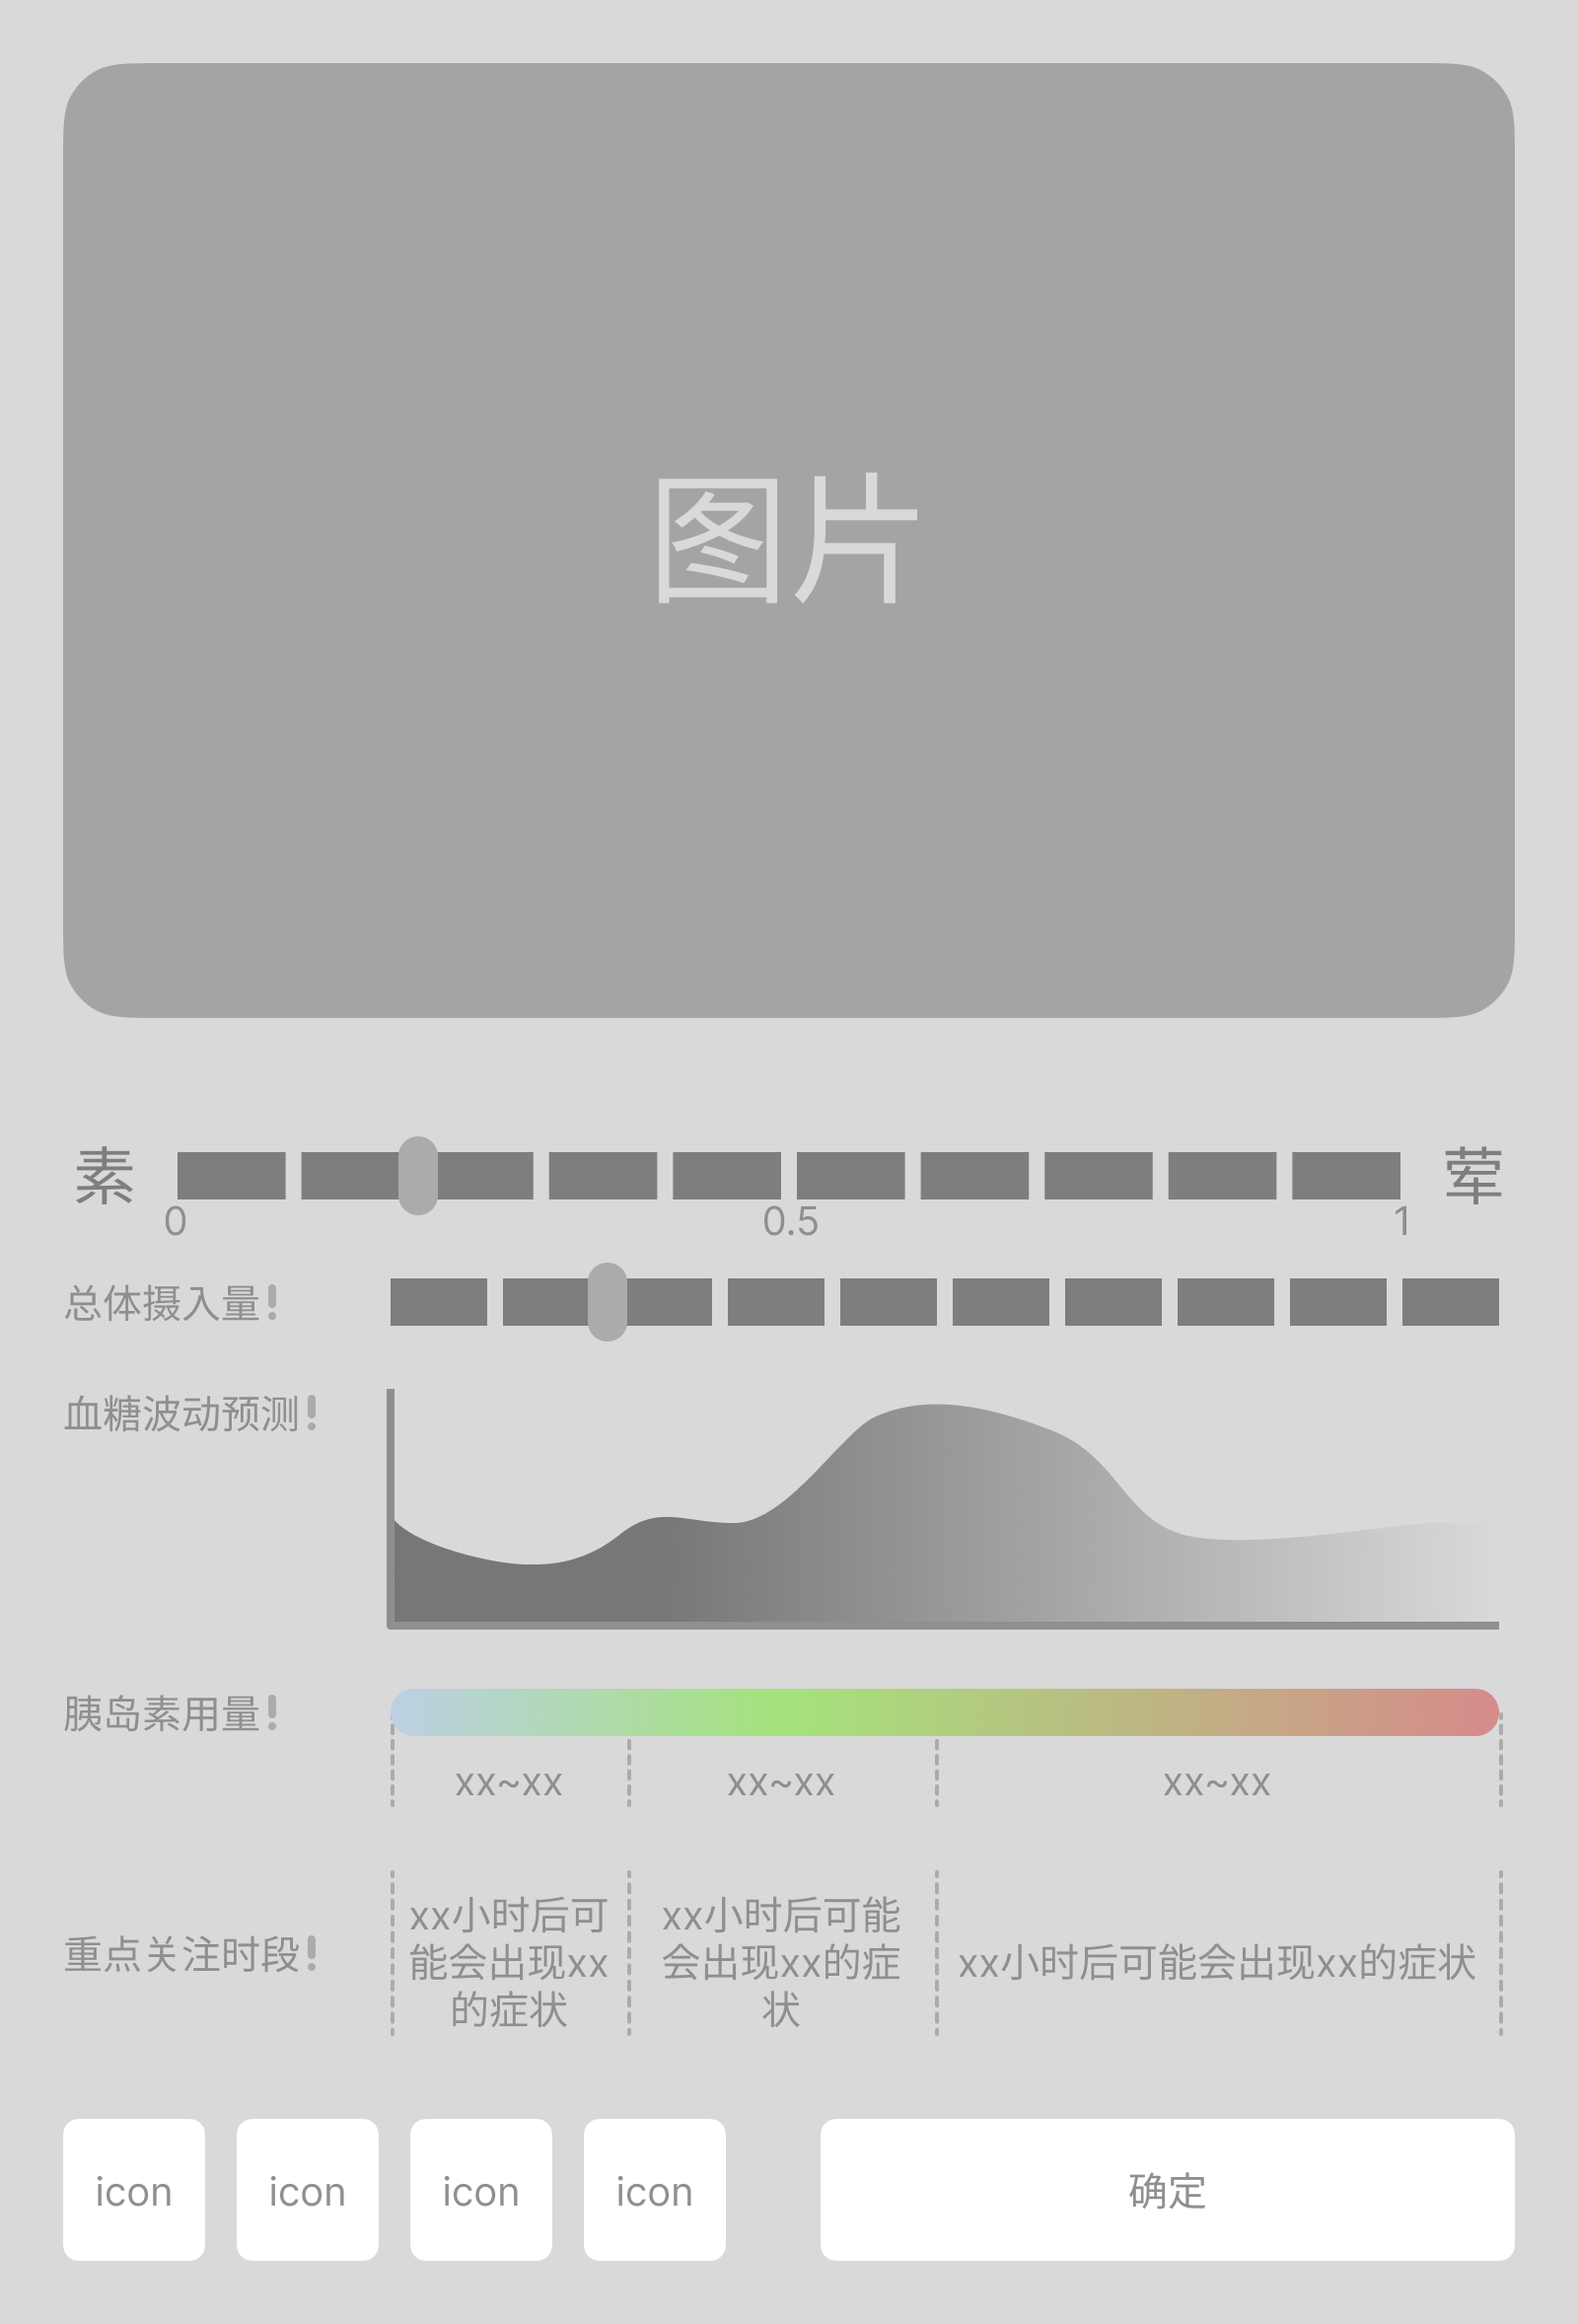 图片
素
荤
0
0.5
1
总体摄入量!
血糖波动预测!
胰岛素用量!
xx~xx
xx~xx
xx~xx
重点关注时段!
xx小时后可
能会出现xx
的症状
xx小时后可能
会出现xx的症
状
xx小时后可能会出现xx的症状
icon
icon
icon
icon
确定